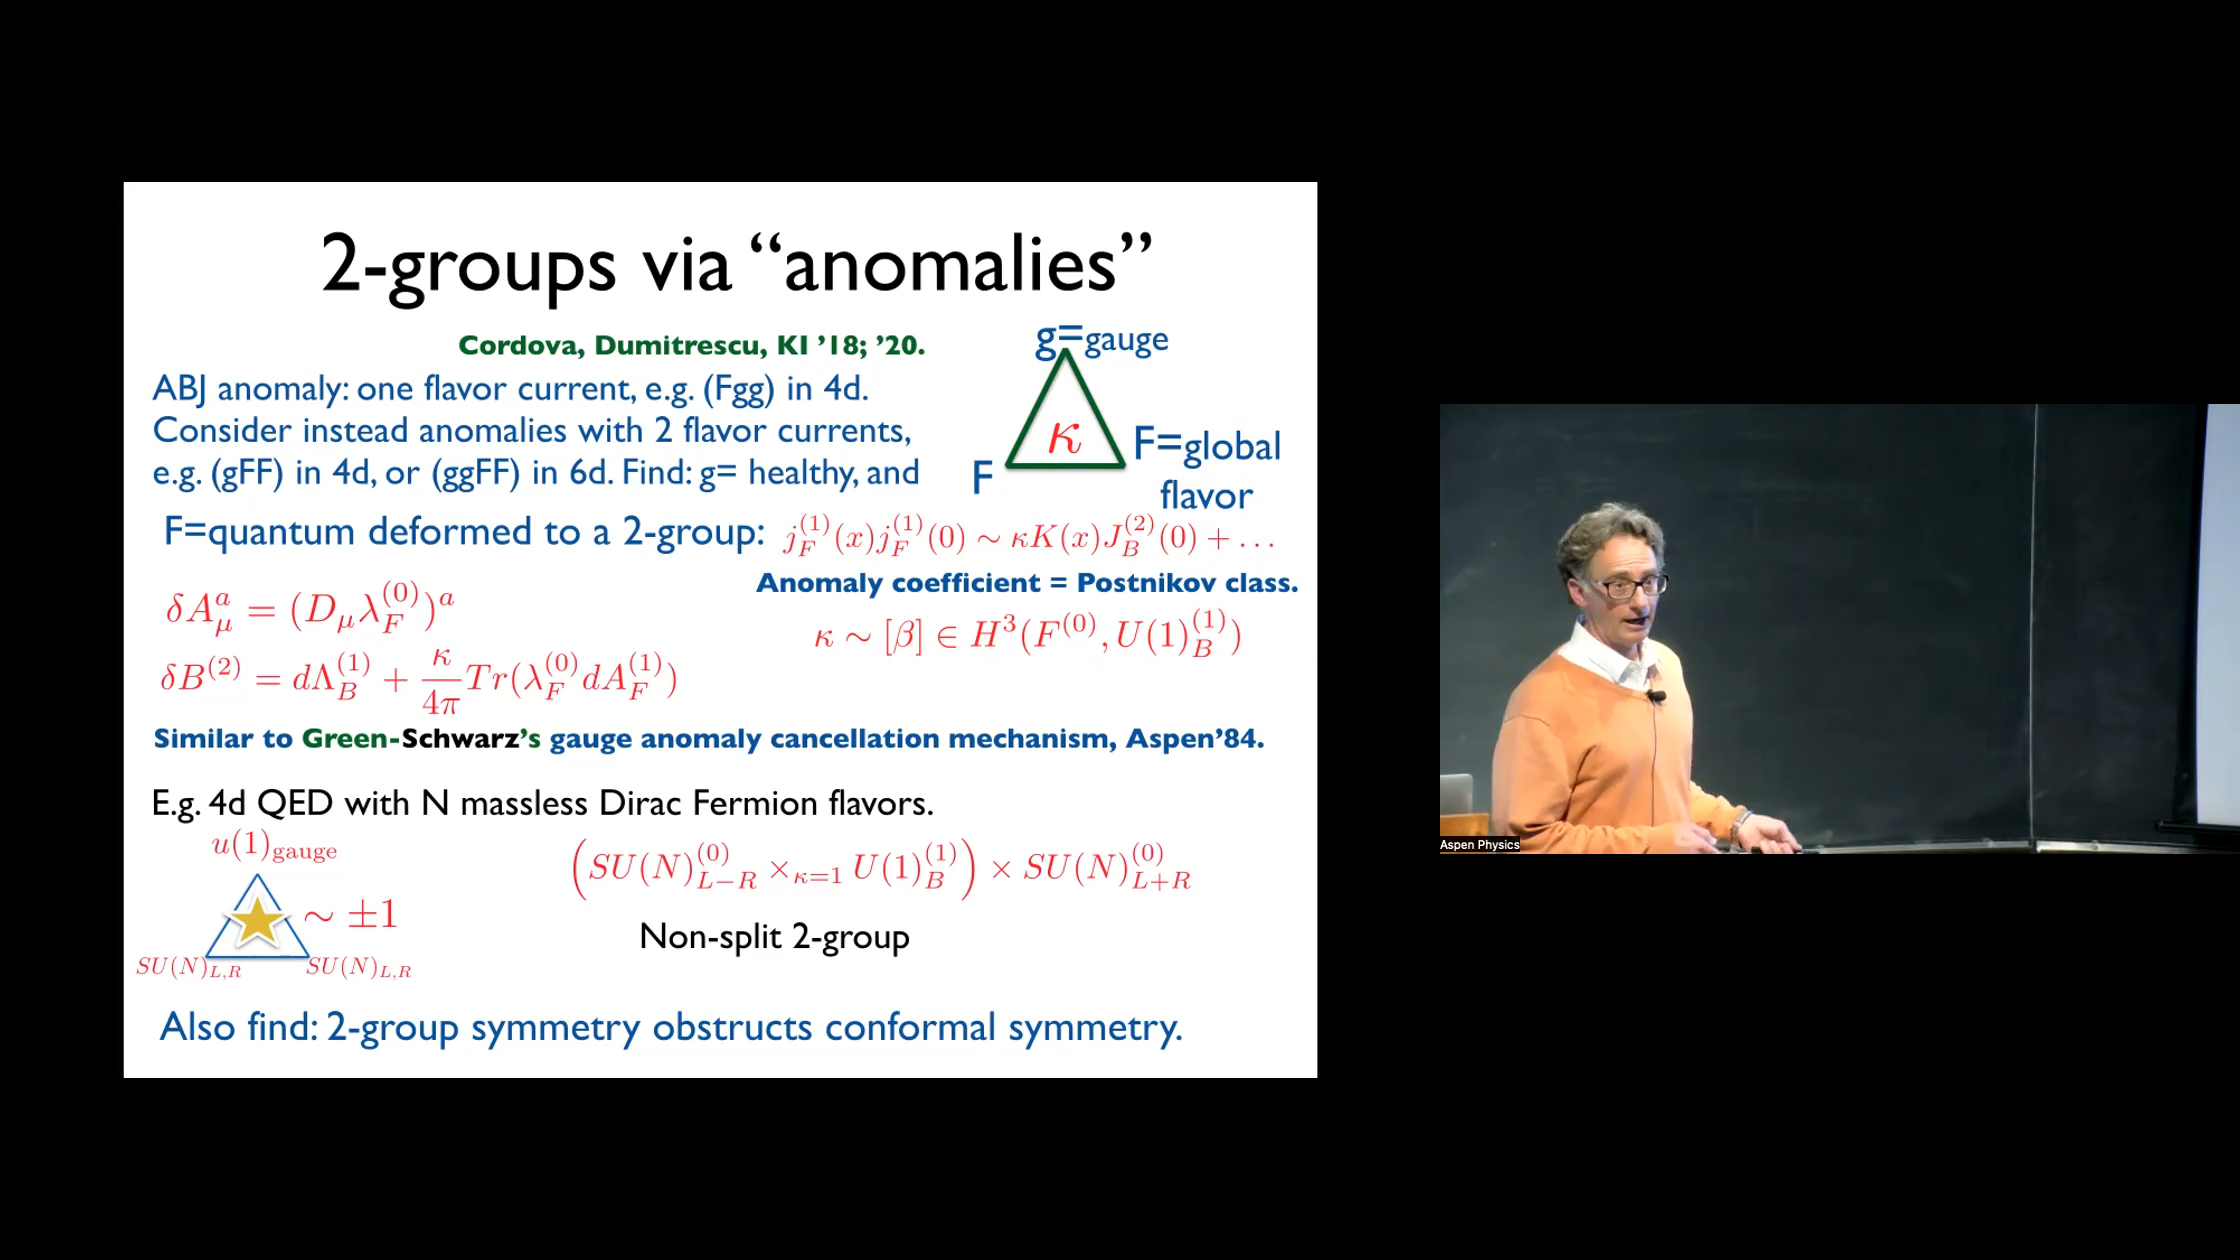 2-groups via “anomalies”
Cordova, Dumitrescu, KI ’18; ’20.
g=gauge
ABJ anomaly: one flavor current, e.g. (Fgg) in 4d.
Consider instead anomalies with 2 flavor currents,
e.g. (gFF) in 4d, or (ggFF) in 6d. Find: g= healthy, and
κ
F=global
flavor
F
F=quantum deformed to a 2-group: $j_F^{(1)}(x)j_F^{(1)}(0) \sim \kappa K(x)J_B^{(2)}(0) + \ldots$
Anomaly coefficient = Postnikov class.
$\delta A_\mu^a = (D_\mu \lambda_F^{(0)})^a$
$\kappa \sim [\beta] \in H^3(F^{(0)}, U(1)_B^{(1)})$
$\delta B^{(2)} = d\Lambda_B^{(1)} + \frac{\kappa}{4\pi} Tr(\lambda_F^{(0)} dA_F^{(1)})$
Similar to Green-Schwarz’s gauge anomaly cancellation mechanism, Aspen’84.
E.g. 4d QED with N massless Dirac Fermion flavors.
$u(1)_{\text{gauge}}$
$\sim \pm 1$
$SU(N)_{L,R}$ $SU(N)_{L,R}$
$\left( SU(N)_{L-R}^{(0)} \times_{\kappa=1} U(1)_B^{(1)} \right) \times SU(N)_{L+R}^{(0)}$
Non-split 2-group
Also find: 2-group symmetry obstructs conformal symmetry.
Aspen Physics